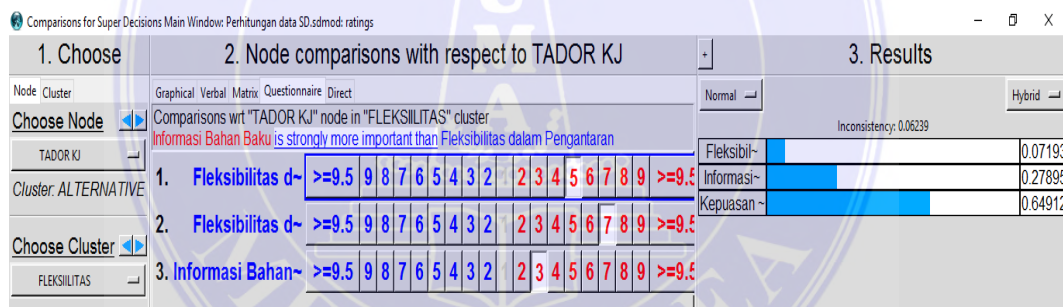 Comparisons for Super Decisions Main Window: Perhitungan data SD.sdmod: ratings
1. Choose
Node Cluster
Choose Node
TADOR KJ
Cluster: ALTERNATIVE
Choose Cluster
FLEKSIILITAS
2. Node comparisons with respect to TADOR KJ
Graphical Verbal Matrix Questionnaire Direct
Comparisons wrt "TADOR KJ" node in "FLEKSIILITAS" cluster
Informasi Bahan Baku is strongly more important than Fleksibilitas dalam Pengantaran
1. Fleksibilitas d~ >=9.5 9 8 7 6 5 4 3 2 2 3 4 5 6 7 8 9 >=9.5
2. Fleksibilitas d~ >=9.5 9 8 7 6 5 4 3 2 2 3 4 5 6 7 8 9 >=9.5
3. Informasi Bahan~ >=9.5 9 8 7 6 5 4 3 2 2 3 4 5 6 7 8 9 >=9.5
+ 3. Results
Normal Hybrid
Inconsistency: 0.06239
Fleksibil~ 0.07193
Informasi~ 0.27895
Kepuasan ~ 0.64912